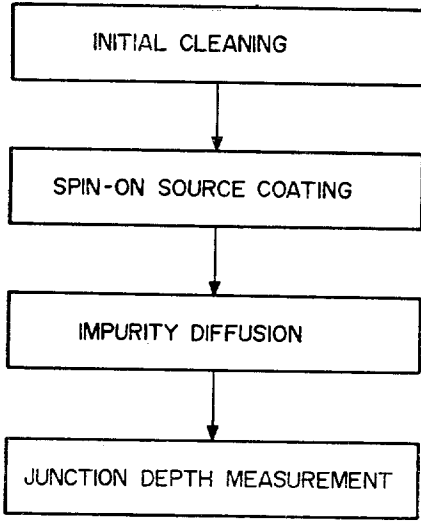 INITIAL CLEANING
SPIN-ON SOURCE COATING
IMPURITY DIFFUSION
JUNCTION DEPTH MEASUREMENT